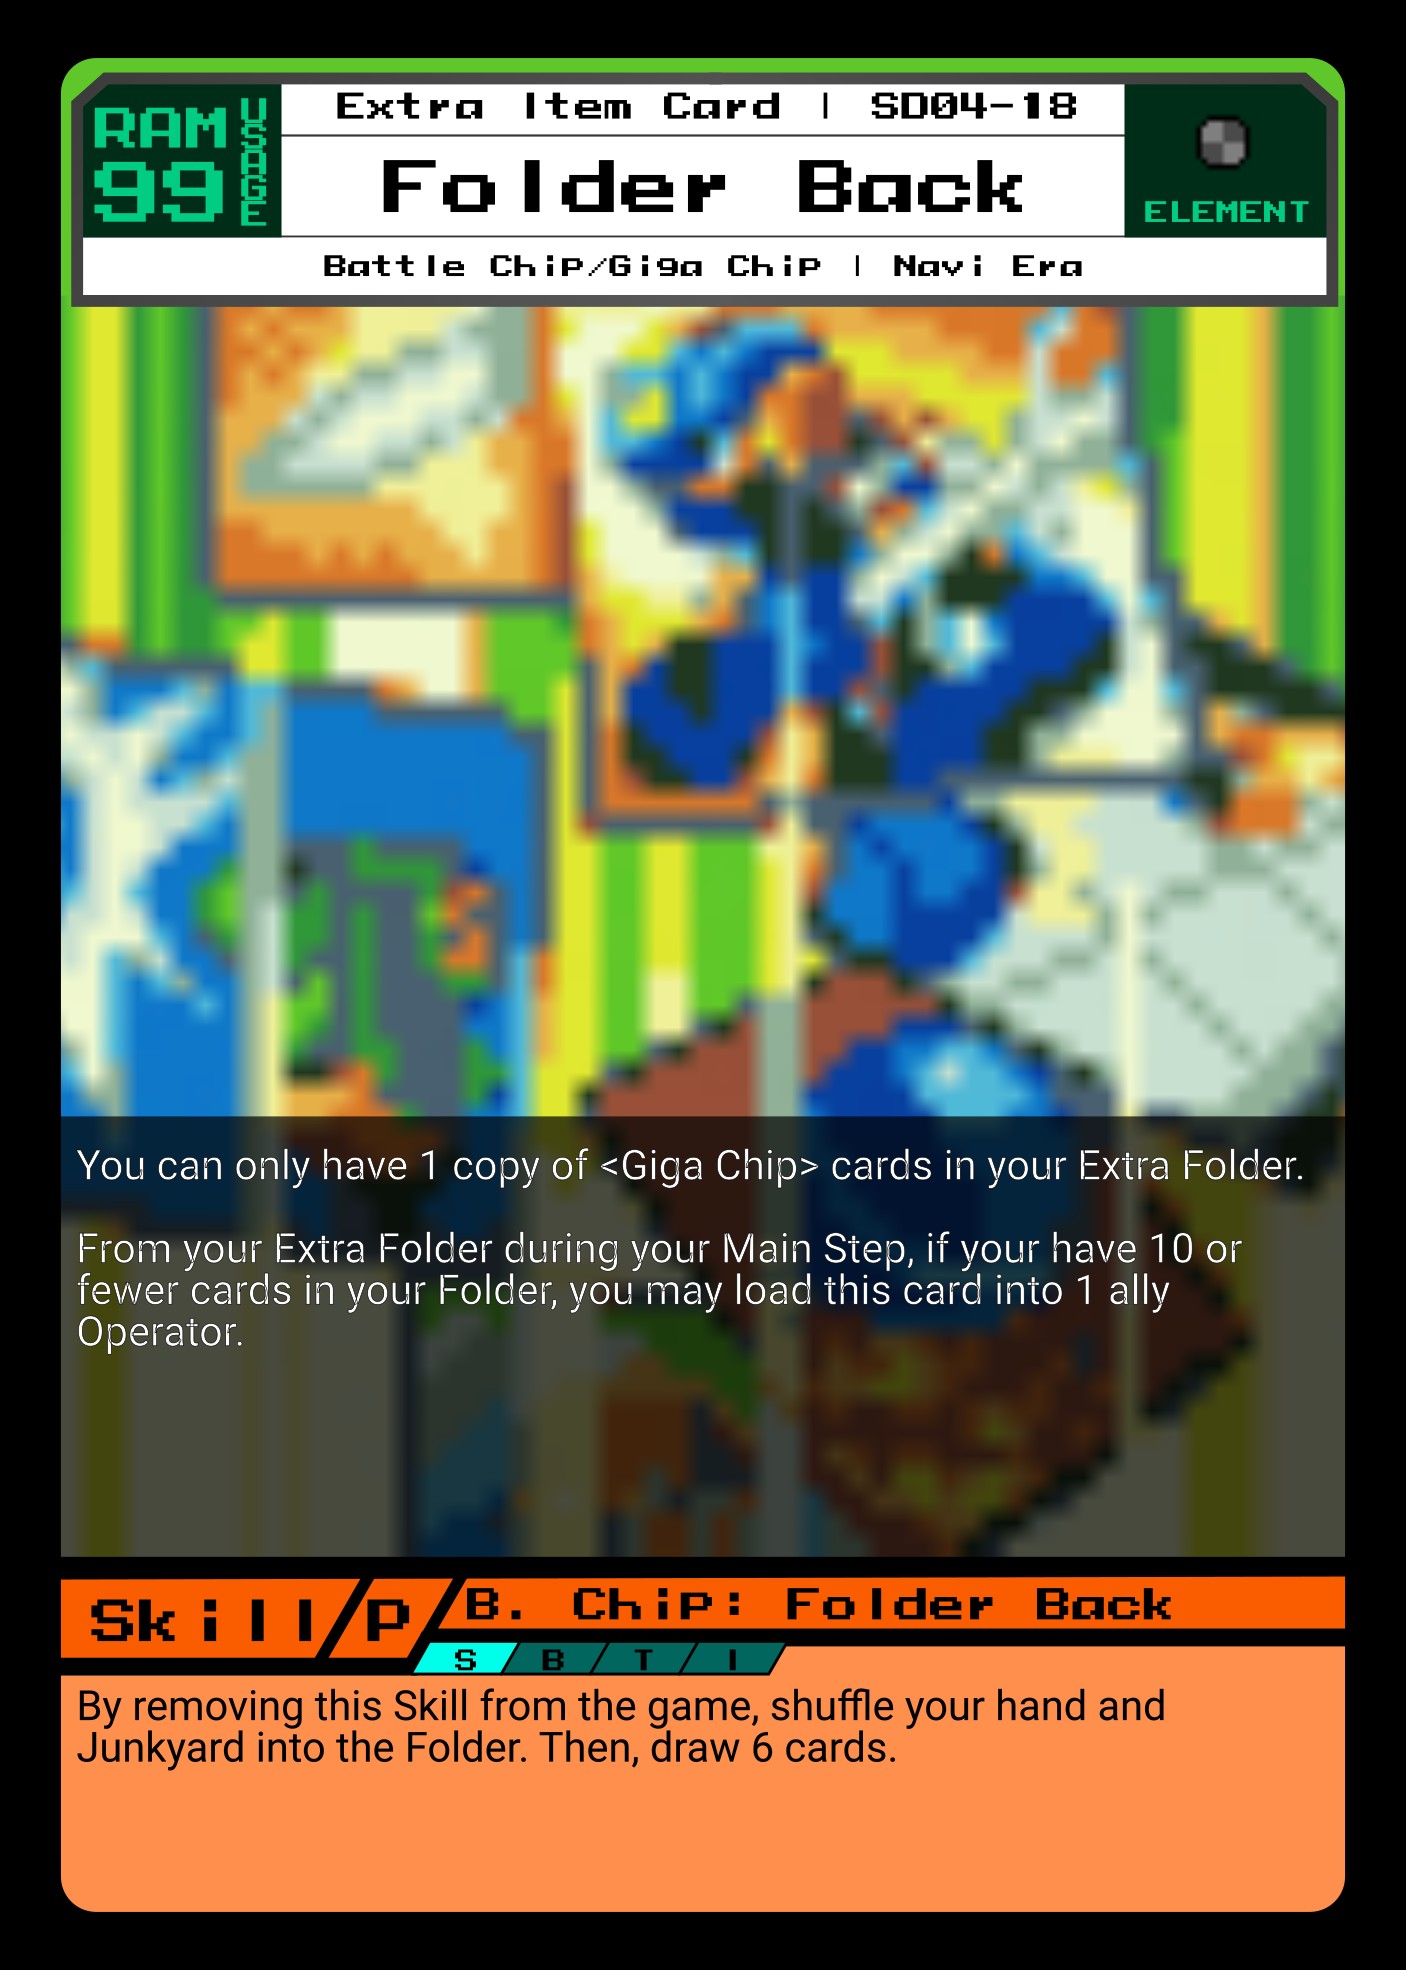 RAM
99
USAGE
Extra Item Card | SD04-18
Folder Back
ELEMENT
Battle Chip/Giga Chip | Navi Era
You can only have 1 copy of <Giga Chip> cards in your Extra Folder.
From your Extra Folder during your Main Step, if your have 10 or
fewer cards in your Folder, you may load this card into 1 ally
Operator.
Skill/P
B. Chip: Folder Back
S B T I
By removing this Skill from the game, shuffle your hand and
Junkyard into the Folder. Then, draw 6 cards.